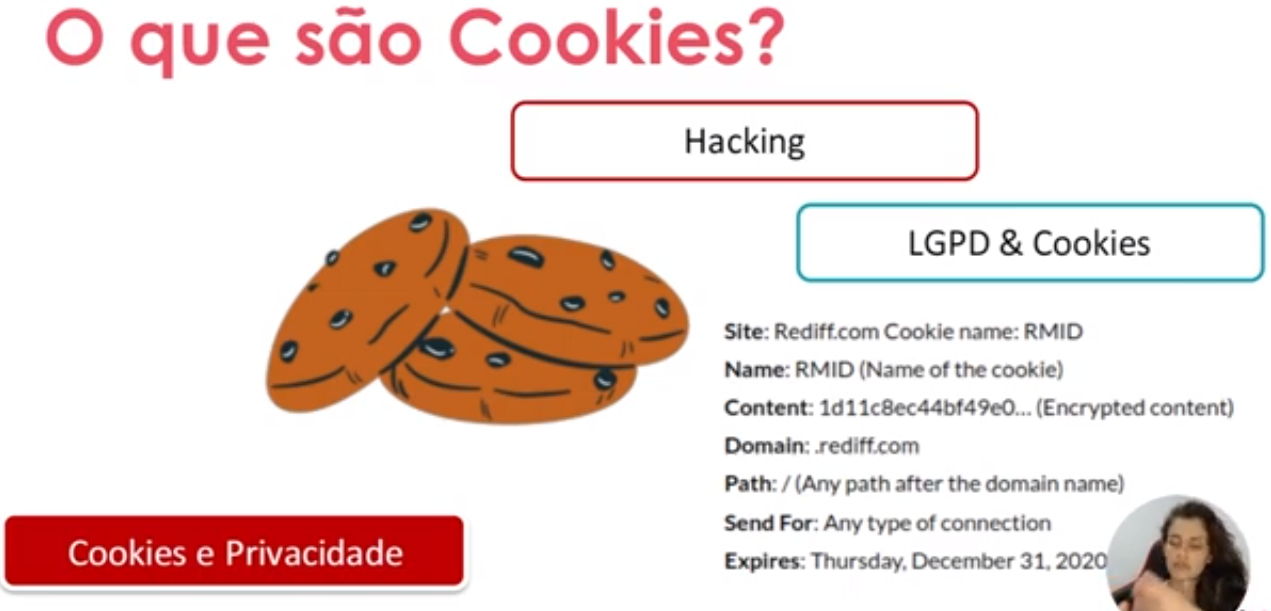 O que são Cookies?
Hacking
LGPD & Cookies
Site: Rediff.com Cookie name: RMID
Name: RMID (Name of the cookie)
Content: 1d11c8ec44bf49e0... (Encrypted content)
Domain: .rediff.com
Path: / (Any path after the domain name)
Send For: Any type of connection
Expires: Thursday, December 31, 2020
Cookies e Privacidade